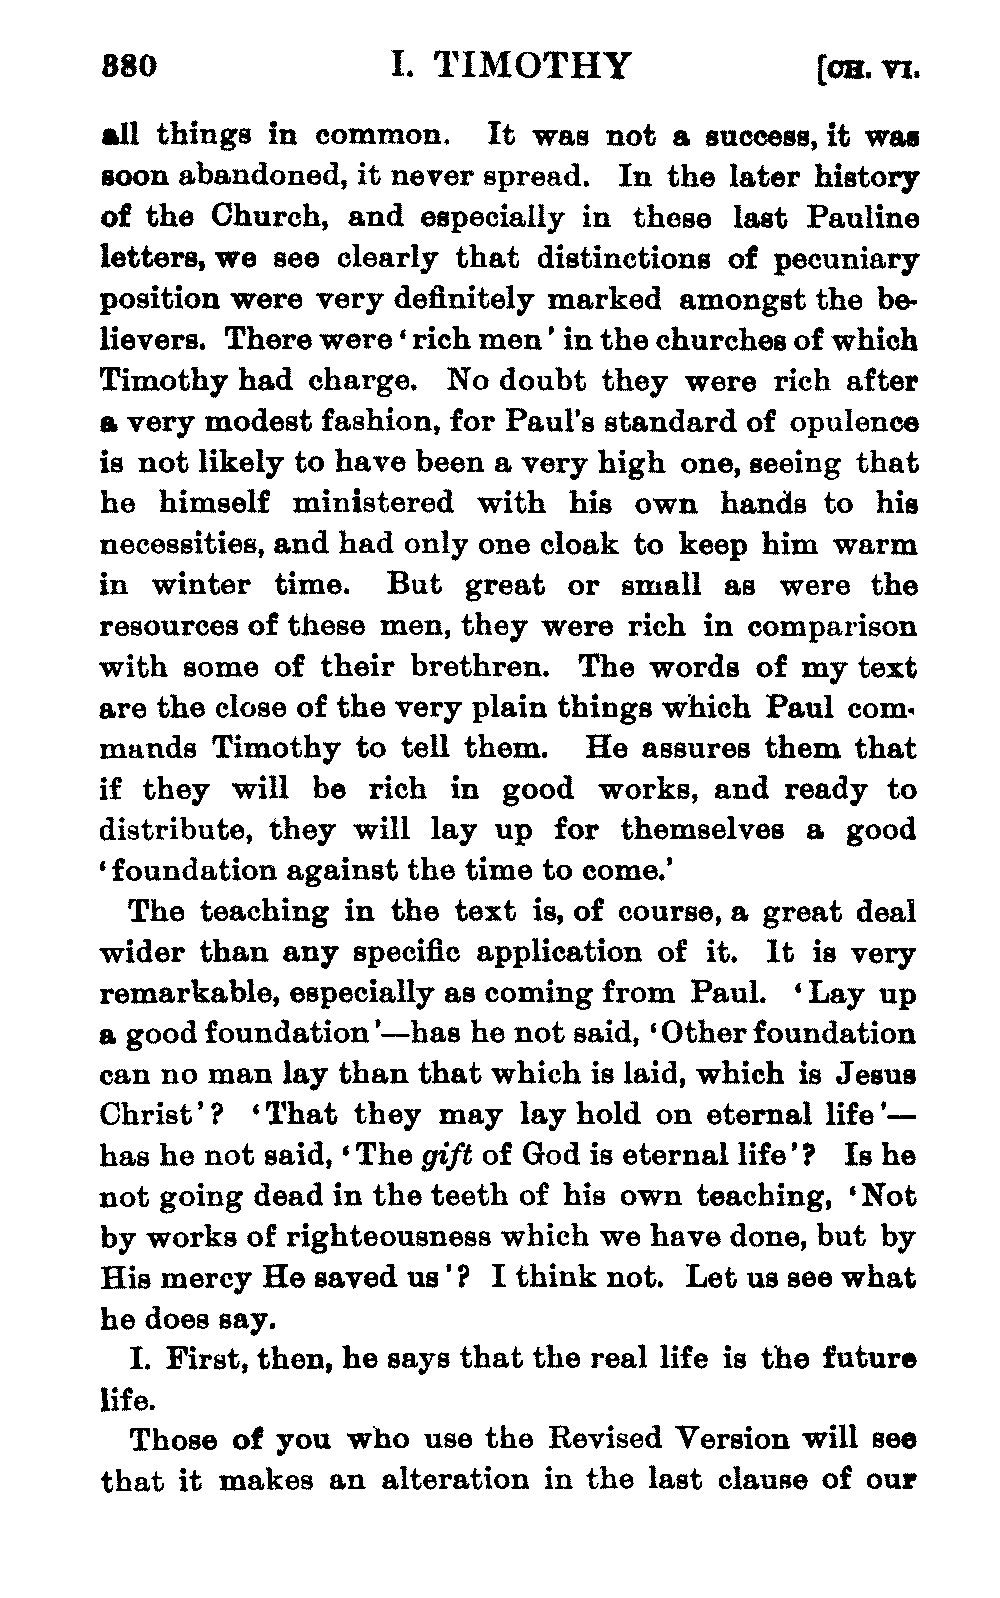 380 I. TIMOTHY [CH. VI.
all things in common. It was not a success, it was
soon abandoned, it never spread. In the later history
of the Church, and especially in these last Pauline
letters, we see clearly that distinctions of pecuniary
position were very definitely marked amongst the be-
lievers. There were ‘rich men’ in the churches of which
Timothy had charge. No doubt they were rich after
a very modest fashion, for Paul’s standard of opulence
is not likely to have been a very high one, seeing that
he himself ministered with his own hands to his
necessities, and had only one cloak to keep him warm
in winter time. But great or small as were the
resources of these men, they were rich in comparison
with some of their brethren. The words of my text
are the close of the very plain things which Paul com-
mands Timothy to tell them. He assures them that
if they will be rich in good works, and ready to
distribute, they will lay up for themselves a good
‘foundation against the time to come.’
The teaching in the text is, of course, a great deal
wider than any specific application of it. It is very
remarkable, especially as coming from Paul. ‘Lay up
a good foundation’—has he not said, ‘Other foundation
can no man lay than that which is laid, which is Jesus
Christ’? ‘That they may lay hold on eternal life’—
has he not said, ‘The gift of God is eternal life’? Is he
not going dead in the teeth of his own teaching, ‘Not
by works of righteousness which we have done, but by
His mercy He saved us’? I think not. Let us see what
he does say.
I. First, then, he says that the real life is the future
life.
Those of you who use the Revised Version will see
that it makes an alteration in the last clause of our